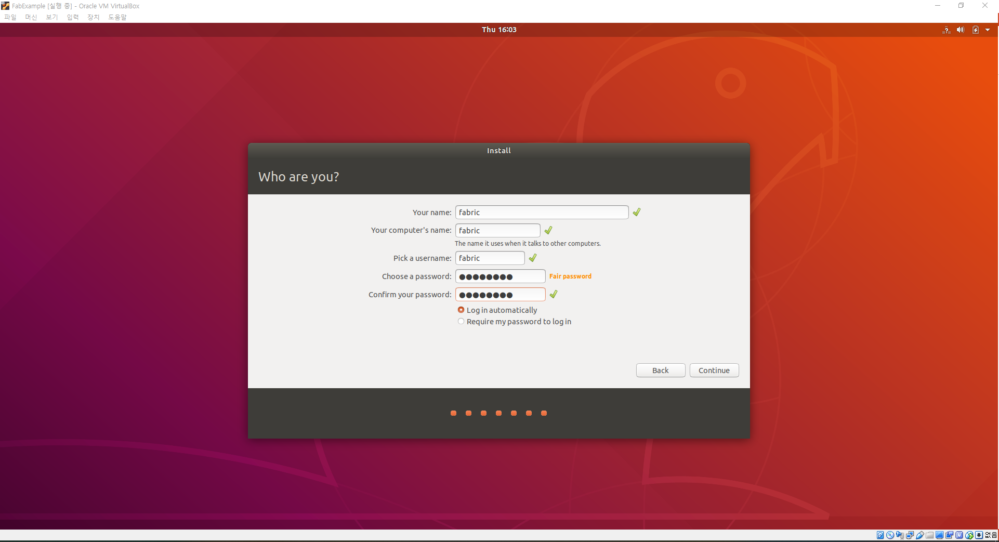 FabExample [실행 중] - Oracle VM VirtualBox
파일 머신 보기 입력 장치 도움말
Thu 16:03
Install
Who are you?
Your name: fabric
Your computer's name: fabric
The name it uses when it talks to other computers.
Pick a username: fabric
Choose a password: ●●●●●●●● Fair password
Confirm your password: ●●●●●●●●
Log in automatically
Require my password to log in
Back Continue
없음